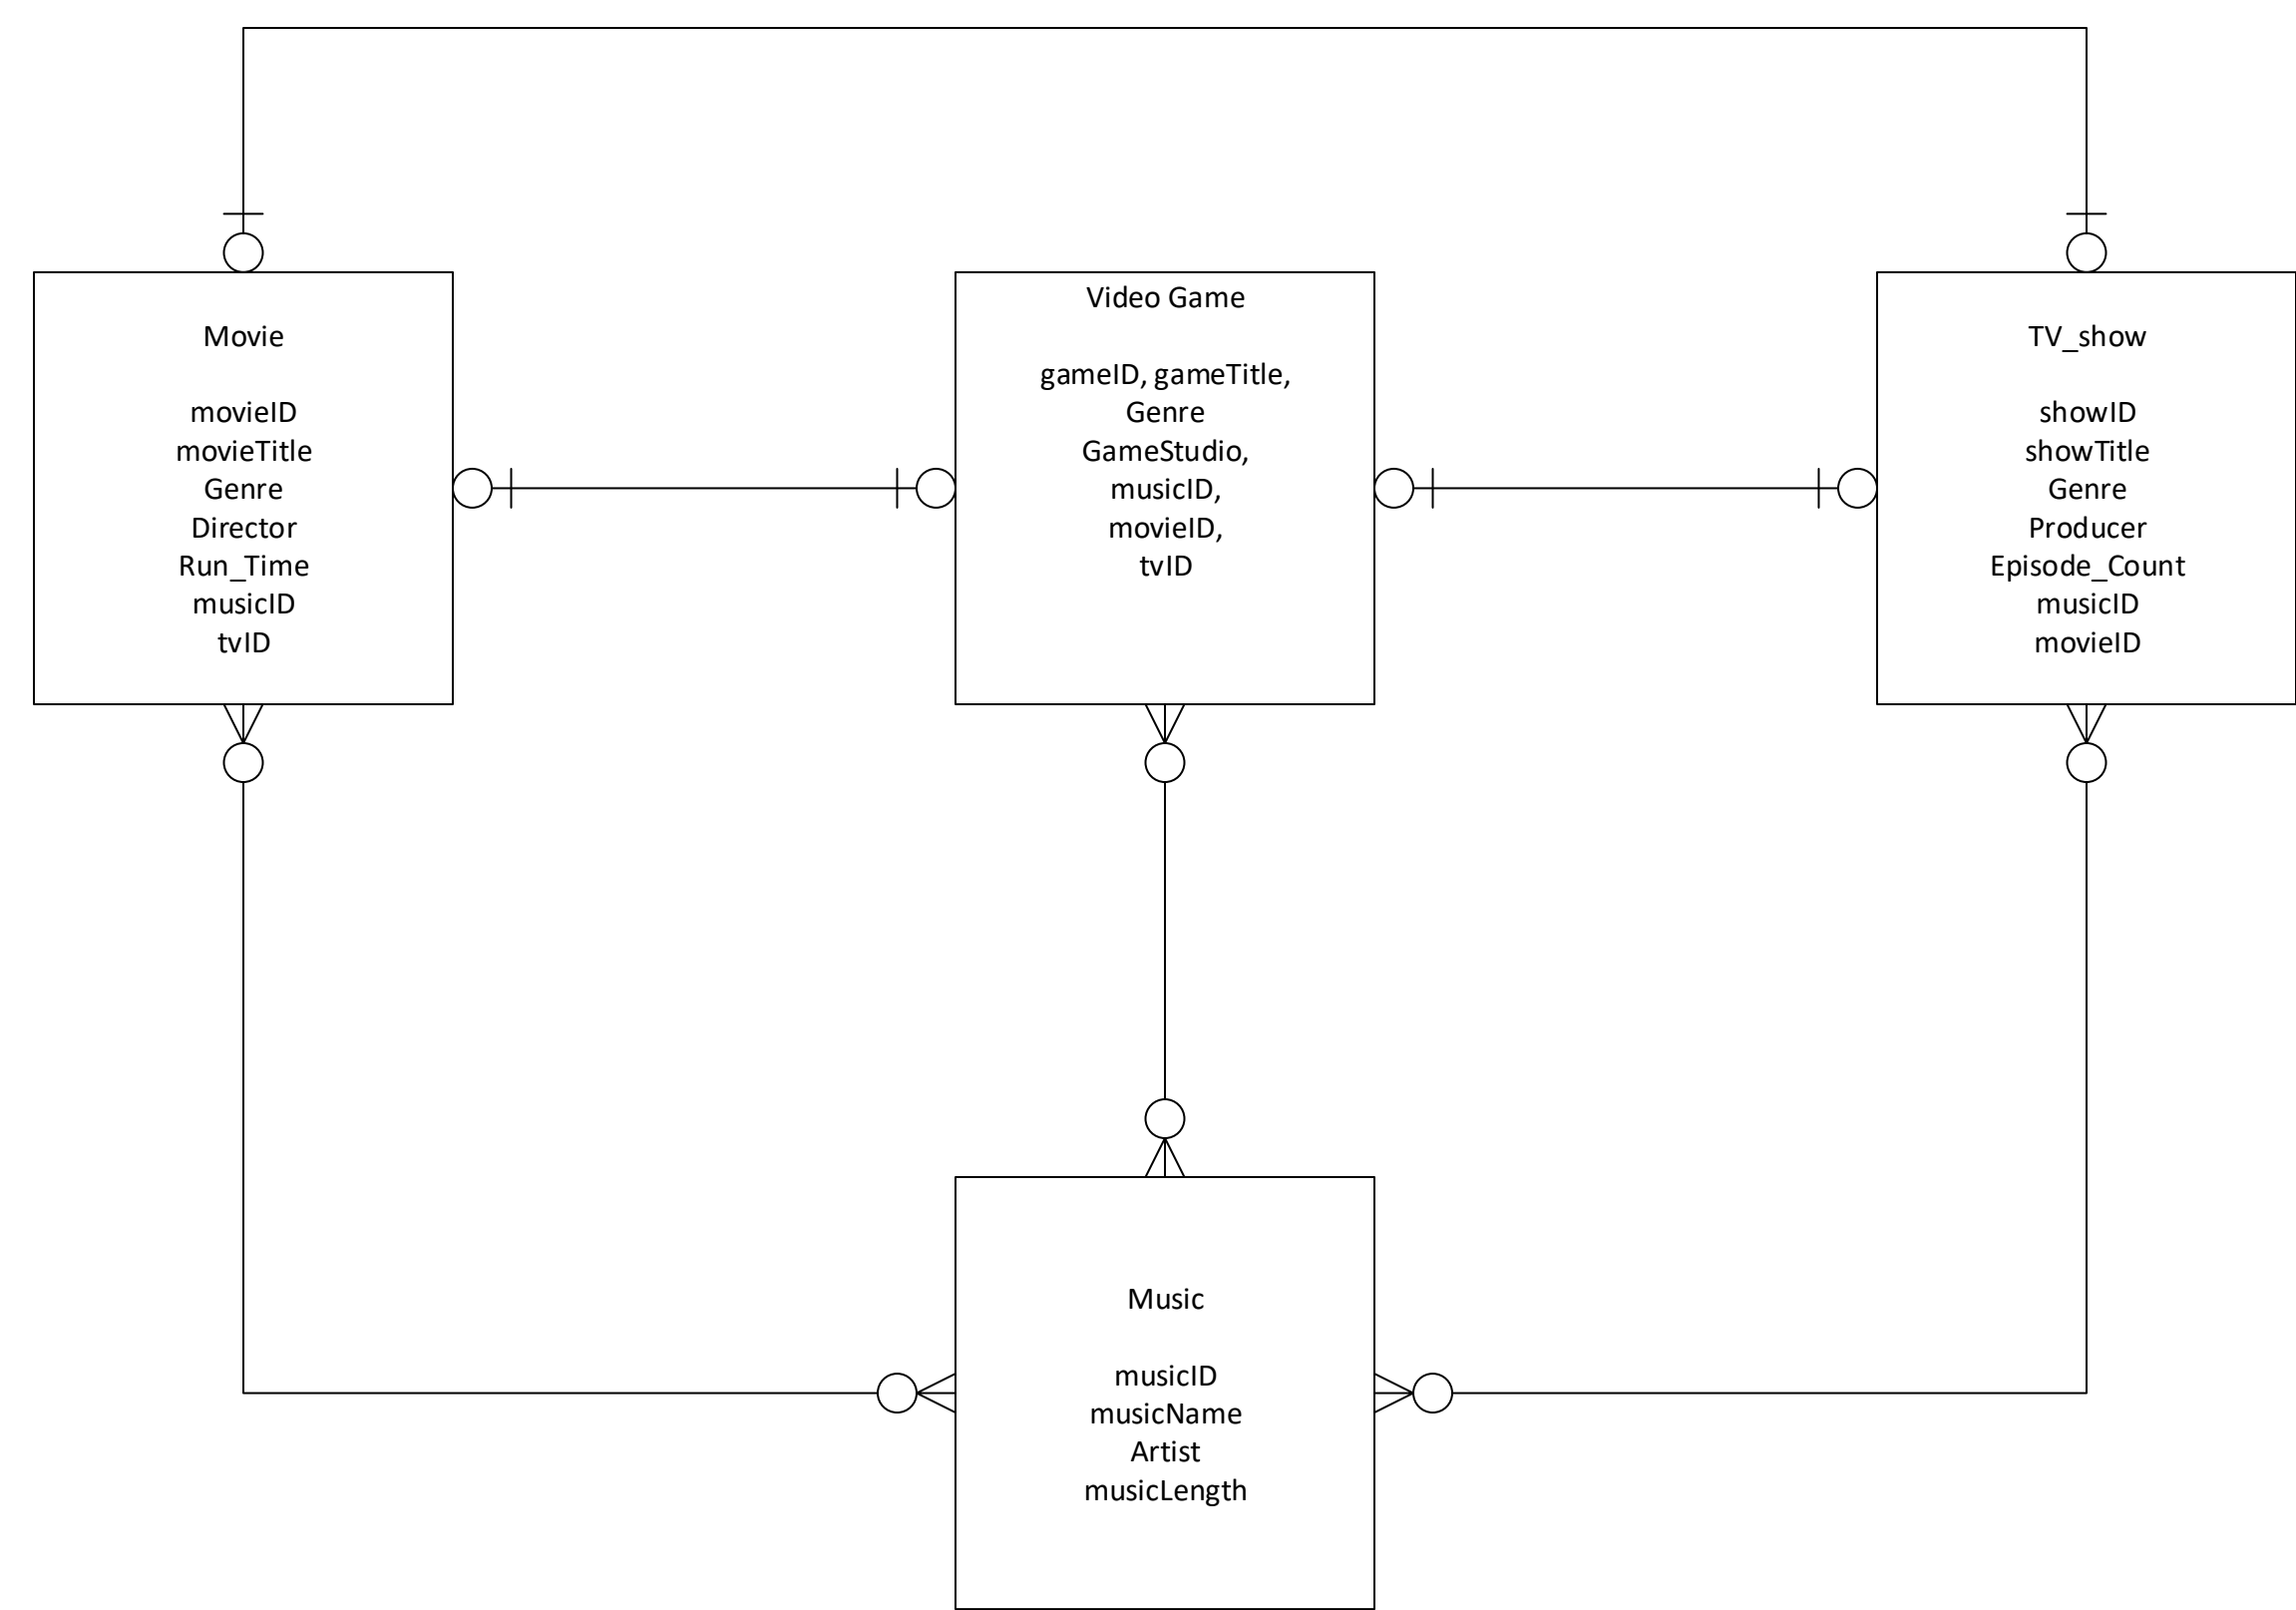 Movie
movieID
movieTitle
Genre
Director
Run_Time
musicID
tvID
Video Game
gameID, gameTitle,
Genre
GameStudio,
musicID,
movieID,
tvID
TV_show
showID
showTitle
Genre
Producer
Episode_Count
musicID
movieID
Music
musicID
musicName
Artist
musicLength